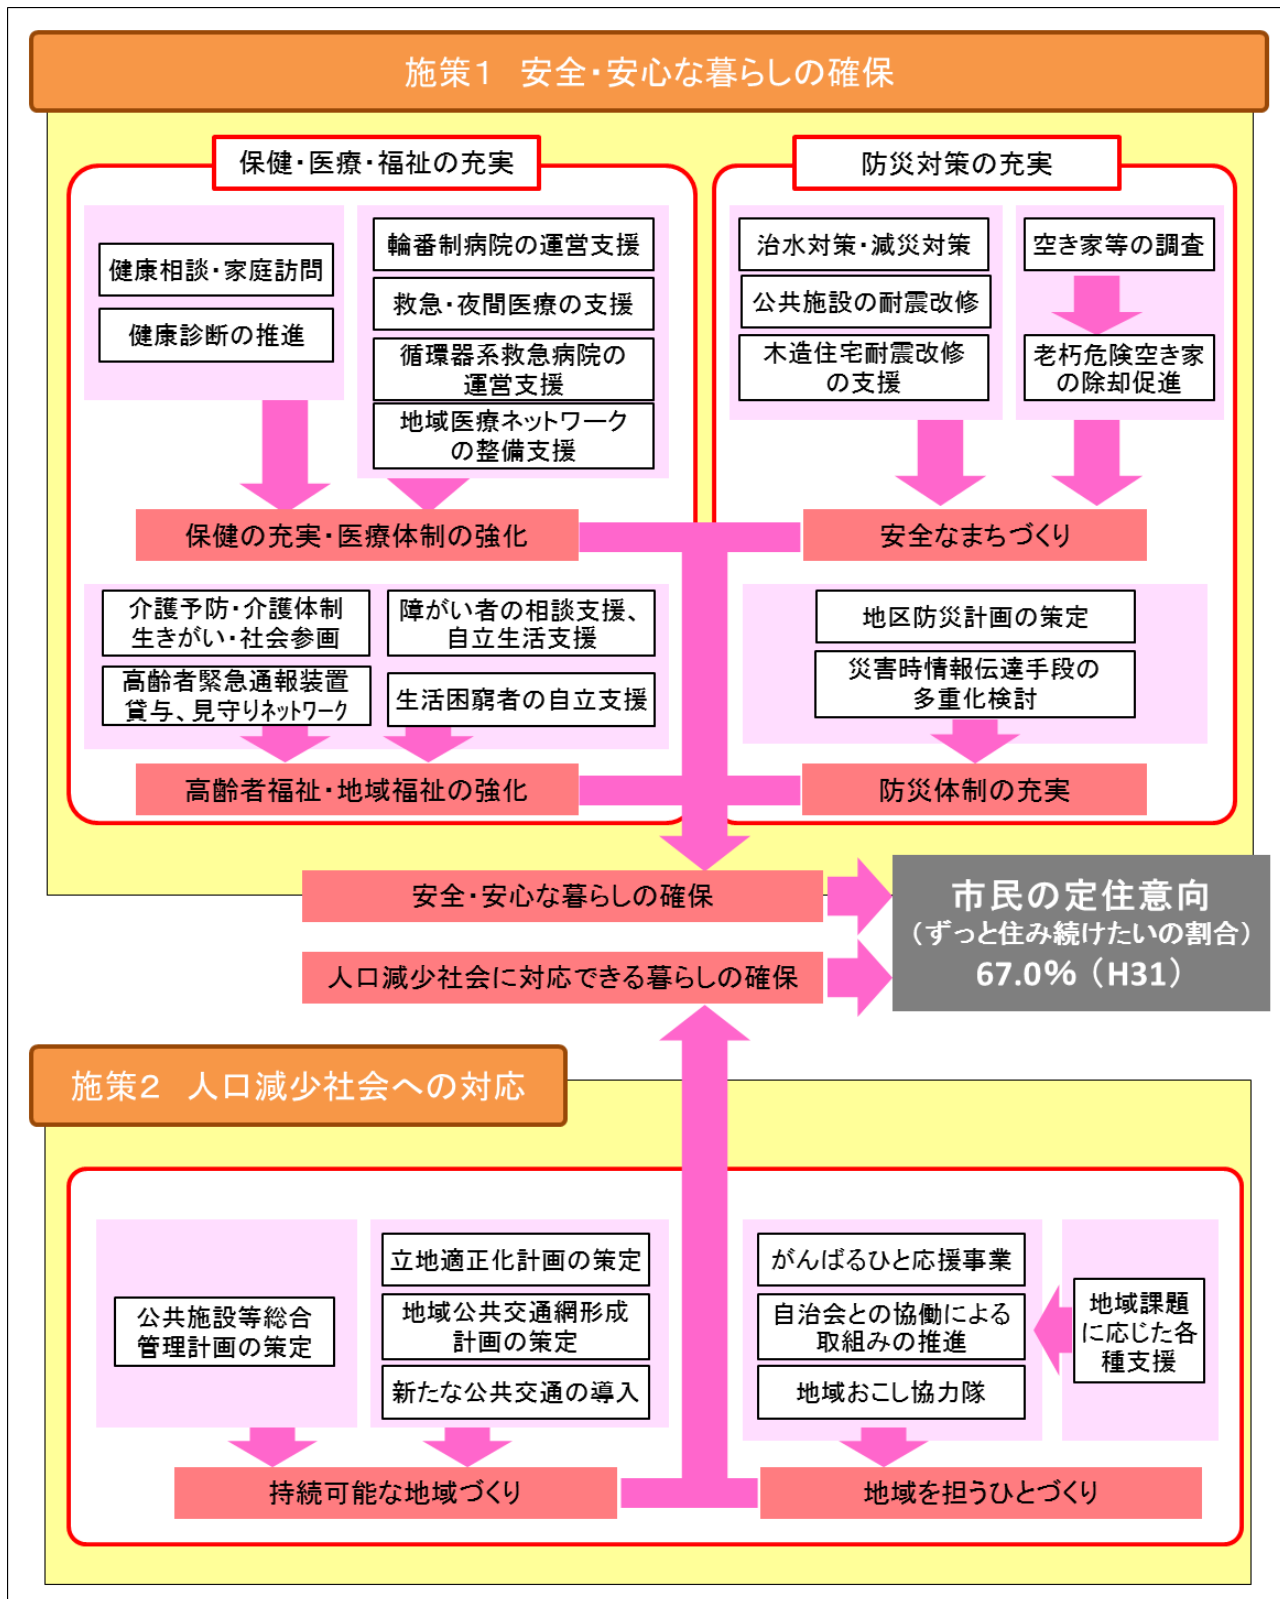 施策１　安全・安心な暮らしの確保
保健・医療・福祉の充実
健康相談・家庭訪問
健康診断の推進
輪番制病院の運営支援
救急・夜間医療の支援
循環器系救急病院の
運営支援
地域医療ネットワーク
の整備支援
保健の充実・医療体制の強化
介護予防・介護体制
生きがい・社会参画
高齢者緊急通報装置
貸与、見守りネットワーク
障がい者の相談支援、
自立生活支援
生活困窮者の自立支援
高齢者福祉・地域福祉の強化
防災対策の充実
治水対策・減災対策
公共施設の耐震改修
木造住宅耐震改修
の支援
空き家等の調査
老朽危険空き家
の除却促進
安全なまちづくり
地区防災計画の策定
災害時情報伝達手段の
多重化検討
防災体制の充実
安全・安心な暮らしの確保
人口減少社会に対応できる暮らしの確保
市民の定住意向
（ずっと住み続けたいの割合）
67.0%（H31）
施策２　人口減少社会への対応
公共施設等総合
管理計画の策定
立地適正化計画の策定
地域公共交通網形成
計画の策定
新たな公共交通の導入
持続可能な地域づくり
がんばるひと応援事業
自治会との協働による
取組みの推進
地域おこし協力隊
地域課題
に応じた各
種支援
地域を担うひとづくり